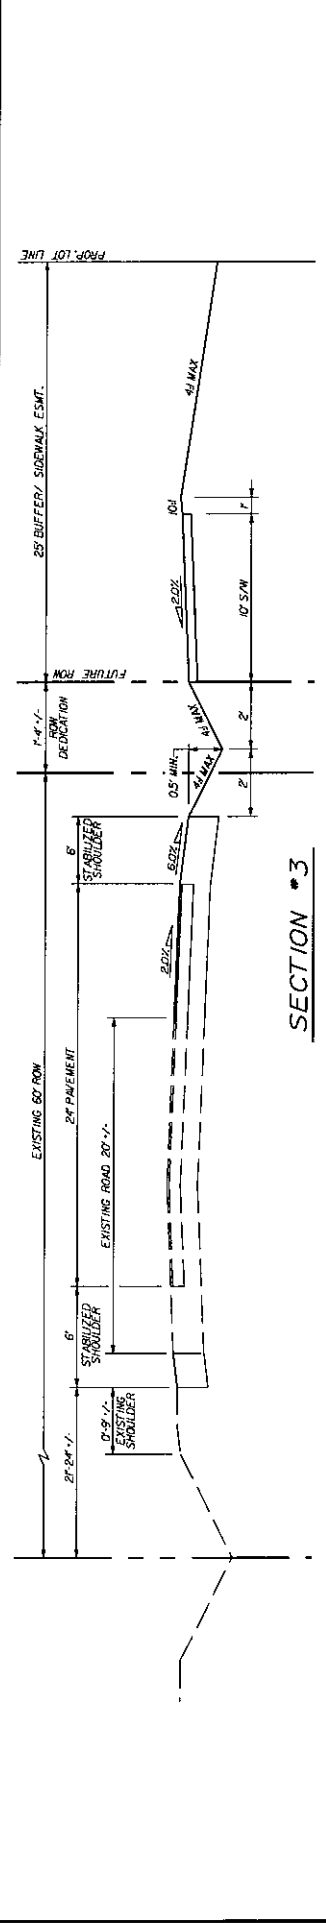 PROP. LOT LINE
25' BUFFER/ SIDEWALK ESMT.
4:1 MAX
10:1
1'
2.0%
10' S/W
FUTURE ROW
1'-4' +/-
ROW
DEDICATION
4:1 MAX
2'
0.5' MIN.
4:1 MAX
2'
6'
STABILIZED
SHOULDER
6.0%
2.0%
EXISTING 60' ROW
24' PAVEMENT
EXISTING ROAD 20' +/-
6'
STABILIZED
SHOULDER
21'-24' +/-
0'-9' +/-
EXISTING
SHOULDER
SECTION #3